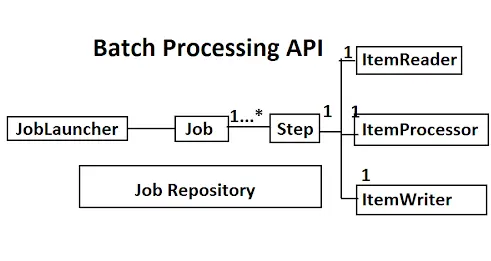 Batch Processing API
1 ItemReader
JobLauncher Job 1...* Step 1 1 ItemProcessor
Job Repository
1
ItemWriter